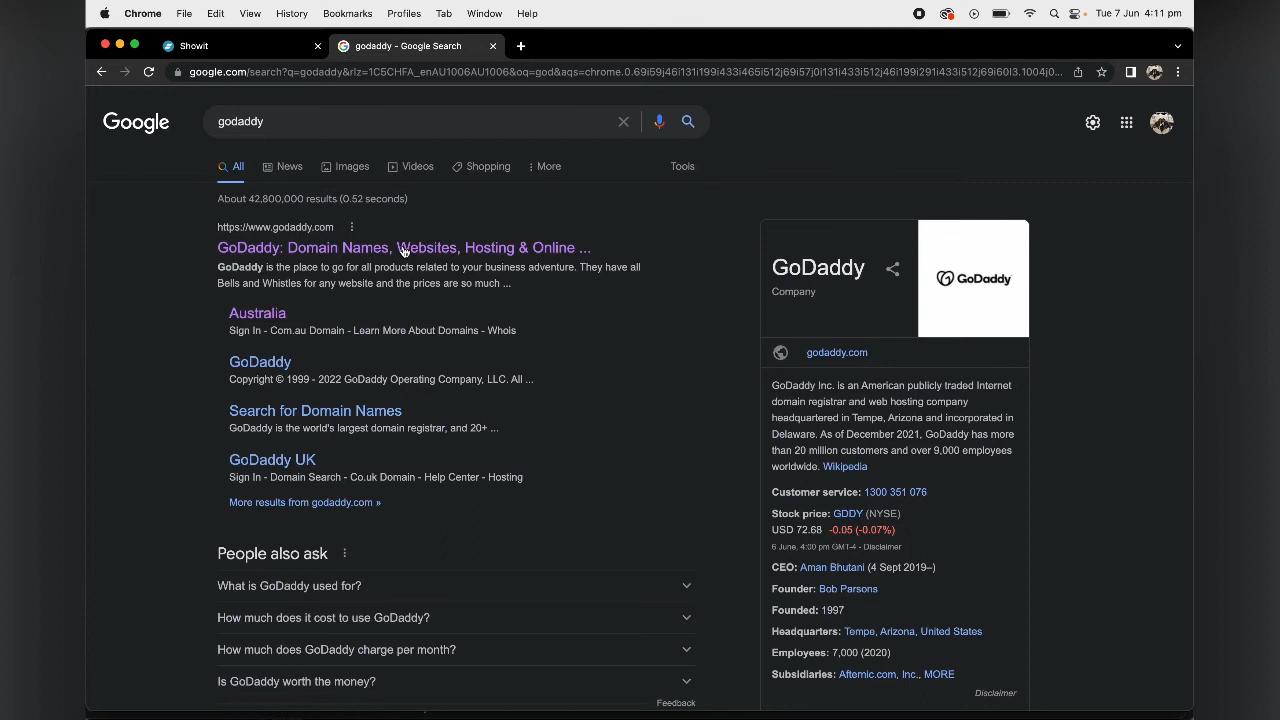 Chrome File Edit View History Bookmarks Profiles Tab Window Help Tue 7 Jun 4:11 pm
Showit
godaddy - Google Search
google.com/search?q=godaddy&rlz=1C5CHFA_enAU1006AU1006&oq=god&aqs=chrome.0.69i59j46i131i199i433i465i512j69i57j0i131i433i512j46i199i291i433i512j69i60l3.1004j0...
Google
godaddy
All News Images Videos Shopping More Tools
About 42,800,000 results (0.52 seconds)
https://www.godaddy.com
GoDaddy: Domain Names, Websites, Hosting & Online ...
GoDaddy is the place to go for all products related to your business adventure. They have all
Bells and Whistles for any website and the prices are so much ...
Australia
Sign In - Com.au Domain - Learn More About Domains - Whois
GoDaddy
Copyright © 1999 - 2022 GoDaddy Operating Company, LLC. All ...
Search for Domain Names
GoDaddy is the world's largest domain registrar, and 20+ ...
GoDaddy UK
Sign In - Domain Search - Co.uk Domain - Help Center - Hosting
More results from godaddy.com »
People also ask
What is GoDaddy used for?
How much does it cost to use GoDaddy?
How much does GoDaddy charge per month?
Is GoDaddy worth the money?
Feedback
GoDaddy
Company
GoDaddy
godaddy.com
GoDaddy Inc. is an American publicly traded Internet
domain registrar and web hosting company
headquartered in Tempe, Arizona and incorporated in
Delaware. As of December 2021, GoDaddy has more
than 20 million customers and over 9,000 employees
worldwide. Wikipedia
Customer service: 1300 351 076
Stock price: GDDY (NYSE)
USD 72.68 -0.05 (-0.07%)
6 June, 4:00 pm GMT-4 - Disclaimer
CEO: Aman Bhutani (4 Sept 2019–)
Founder: Bob Parsons
Founded: 1997
Headquarters: Tempe, Arizona, United States
Employees: 7,000 (2020)
Subsidiaries: Afternic.com, Inc., MORE
Disclaimer